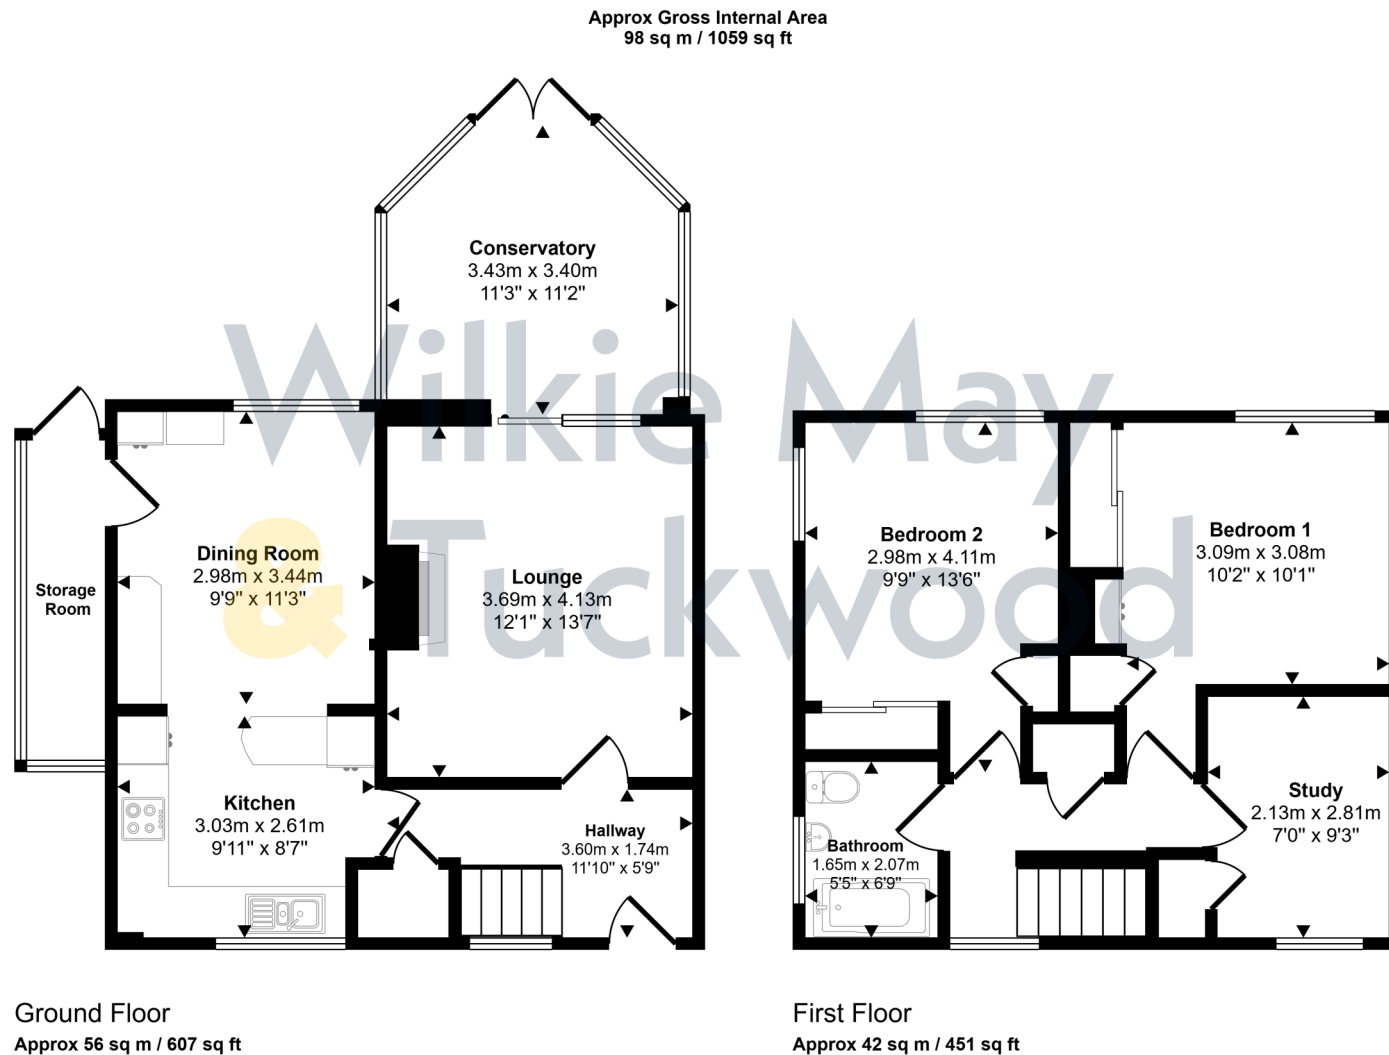 Approx Gross Internal Area
98 sq m / 1059 sq ft
Conservatory
3.43m x 3.40m
11'3" x 11'2"
Wilkie May
& Tuckwood
Storage
Room
Dining Room
2.98m x 3.44m
9'9" x 11'3"
Lounge
3.69m x 4.13m
12'1" x 13'7"
Kitchen
3.03m x 2.61m
9'11" x 8'7"
Hallway
3.60m x 1.74m
11'10" x 5'9"
Bedroom 2
2.98m x 4.11m
9'9" x 13'6"
Bedroom 1
3.09m x 3.08m
10'2" x 10'1"
Study
2.13m x 2.81m
7'0" x 9'3"
Bathroom
1.65m x 2.07m
5'5" x 6'9"
Ground Floor
Approx 56 sq m / 607 sq ft
First Floor
Approx 42 sq m / 451 sq ft